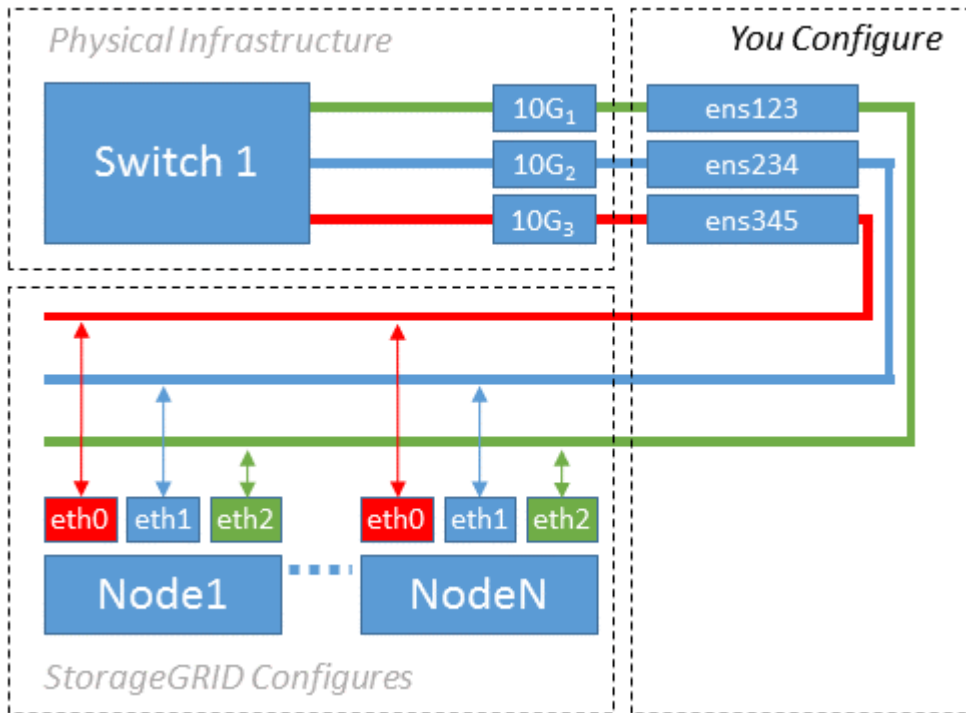 Physical Infrastructure
You Configure
Switch 1
10G₁
ens123
10G₂
ens234
10G₃
ens345
eth0
eth1
eth2
eth0
eth1
eth2
Node1
NodeN
StorageGRID Configures